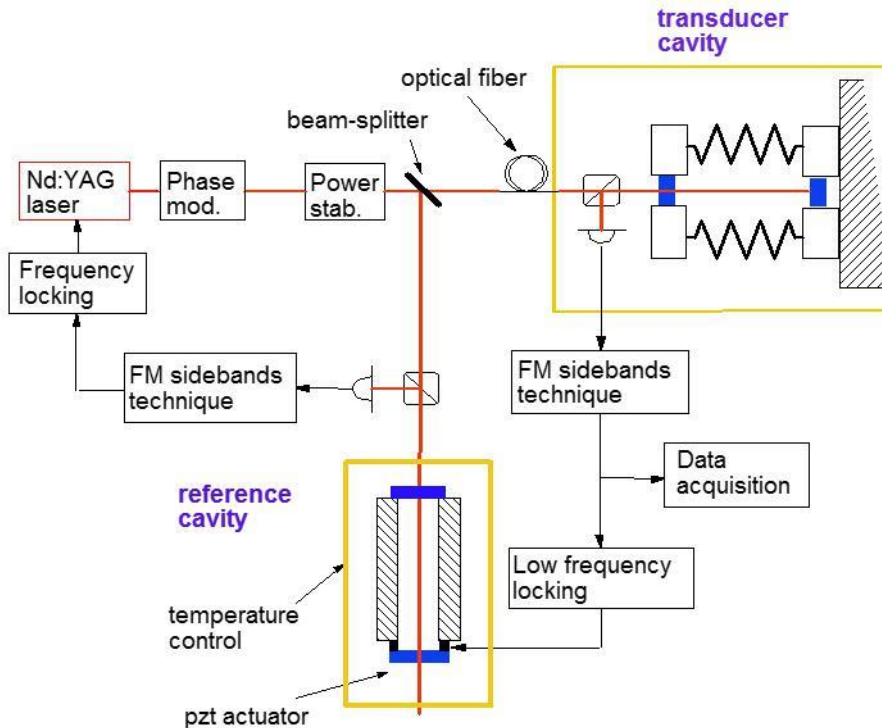 transducer
cavity
optical fiber
beam-splitter
Nd:YAG
laser
Phase
mod.
Power
stab.
Frequency
locking
FM sidebands
technique
FM sidebands
technique
Data
acquisition
reference
cavity
Low frequency
locking
temperature
control
pzt actuator